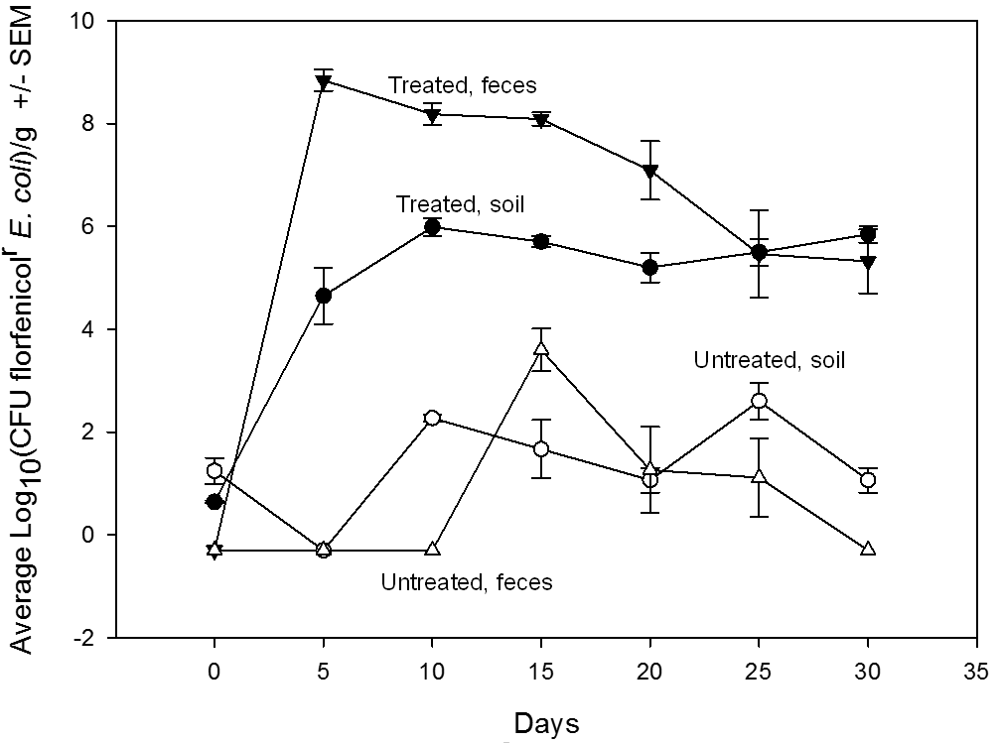 Average Log10(CFU florfenicolr E. coli)/g +/- SEM
10
8
6
4
2
0
-2
Treated, feces
Treated, soil
Untreated, soil
Untreated, feces
0 5 10 15 20 25 30 35
Days